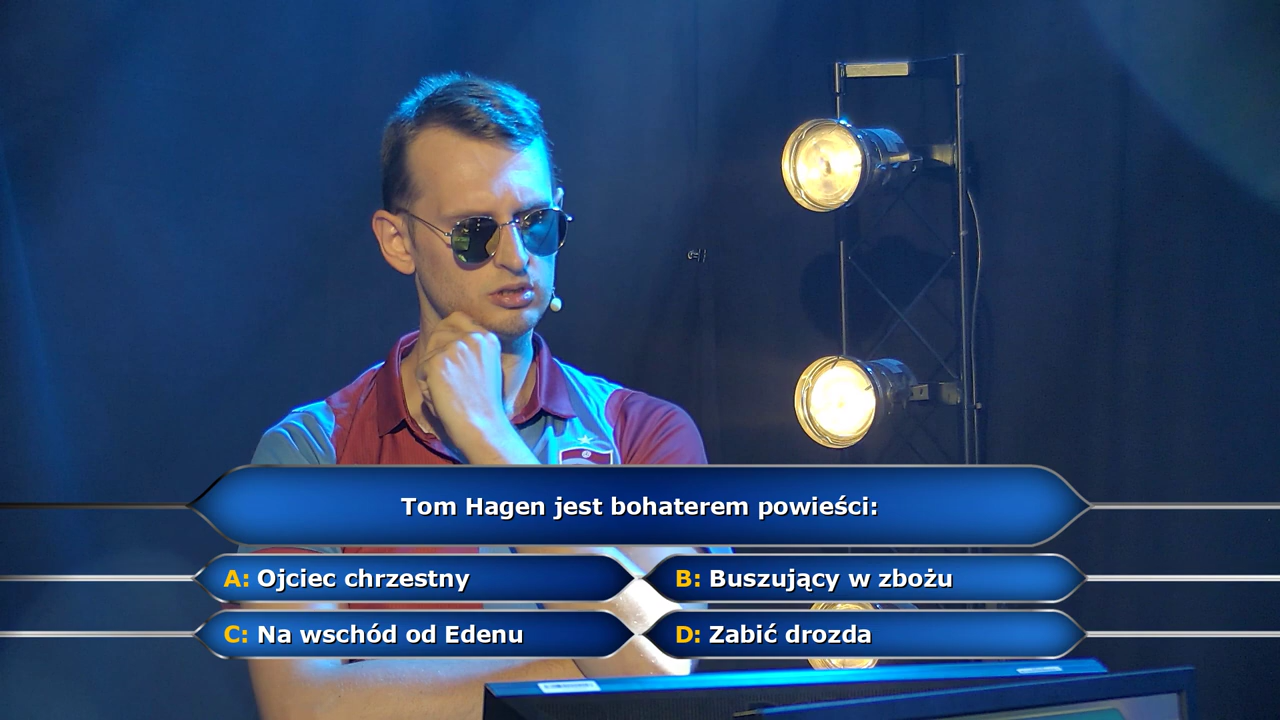 Tom Hagen jest bohaterem powieści:
A: Ojciec chrzestny
B: Buszujący w zbożu
C: Na wschód od Edenu
D: Zabić drozda